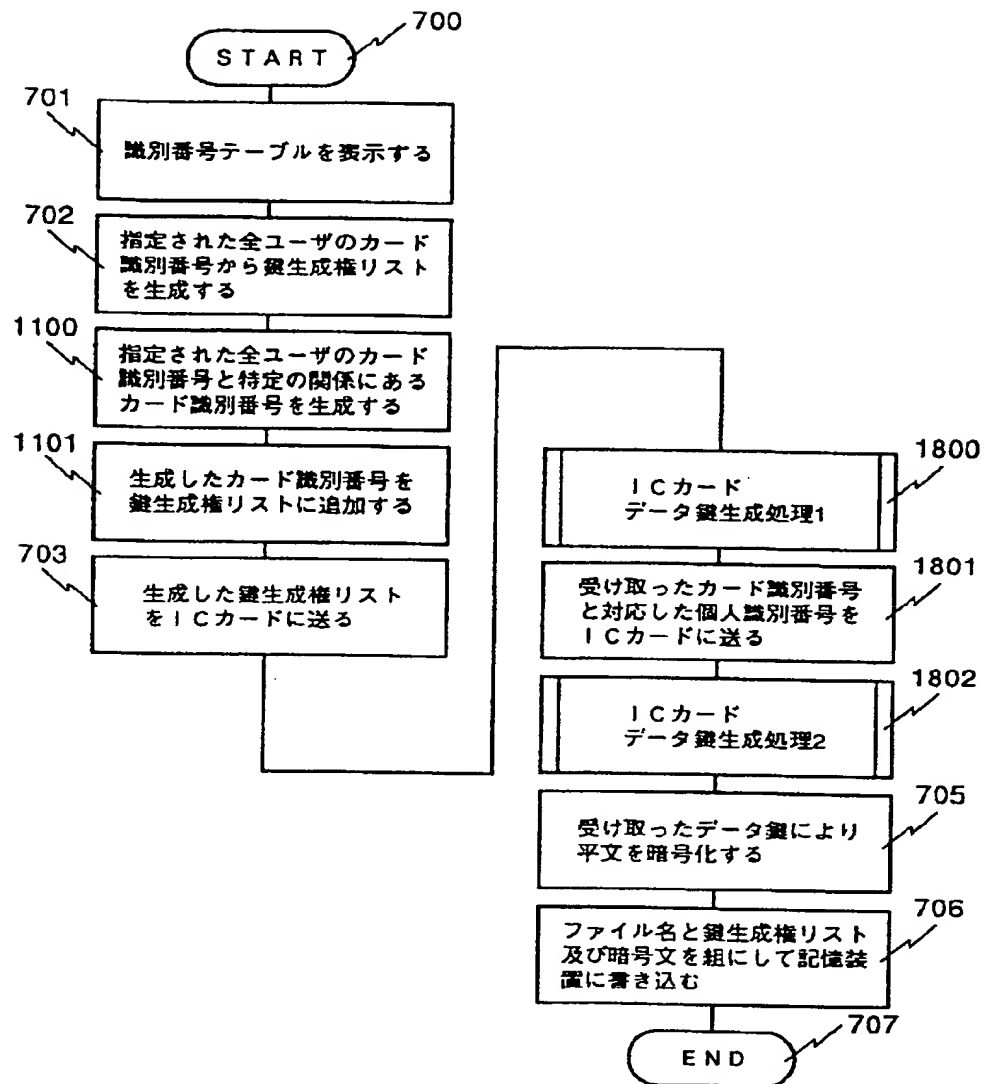 700
START
701
識別番号テーブルを表示する
702
指定された全ユーザのカード
識別番号から鍵生成権リスト
を生成する
1100
指定された全ユーザのカード
識別番号と特定の関係にある
カード識別番号を生成する
1101
生成したカード識別番号を
鍵生成権リストに追加する
703
生成した鍵生成権リスト
をICカードに送る
1800
ICカード
データ鍵生成処理1
1801
受け取ったカード識別番号
と対応した個人識別番号を
ICカードに送る
1802
ICカード
データ鍵生成処理2
705
受け取ったデータ鍵により
平文を暗号化する
706
ファイル名と鍵生成権リスト
及び暗号文を組にして記憶装
置に書き込む
707
END